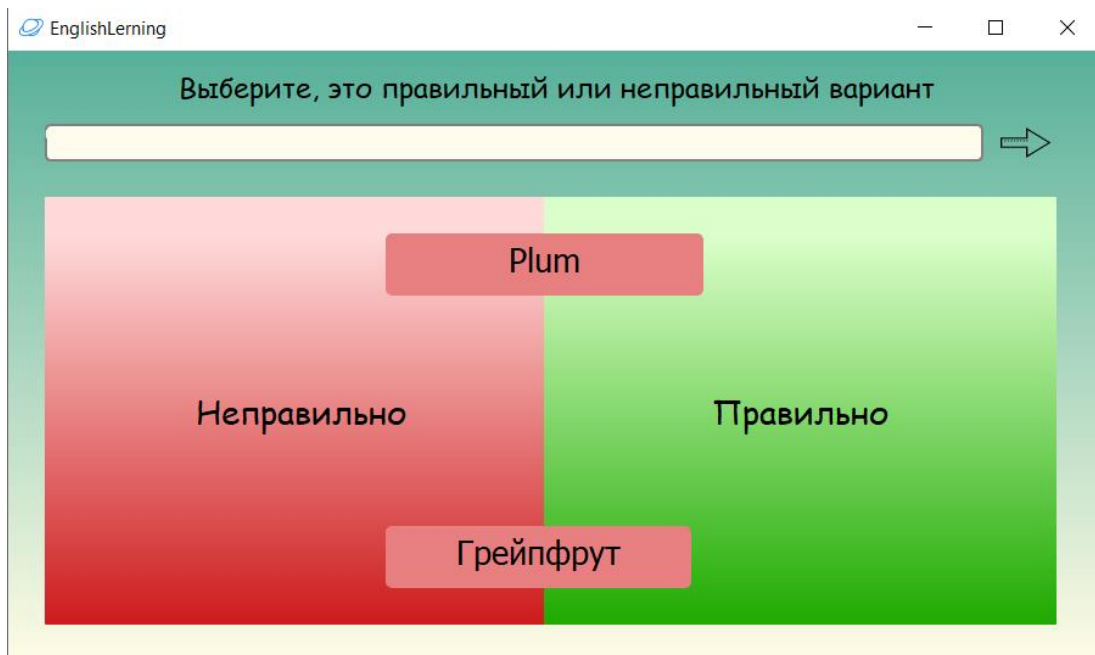 EnglishLerning
Выберите, это правильный или неправильный вариант
Plum
Неправильно
Правильно
Грейпфрут